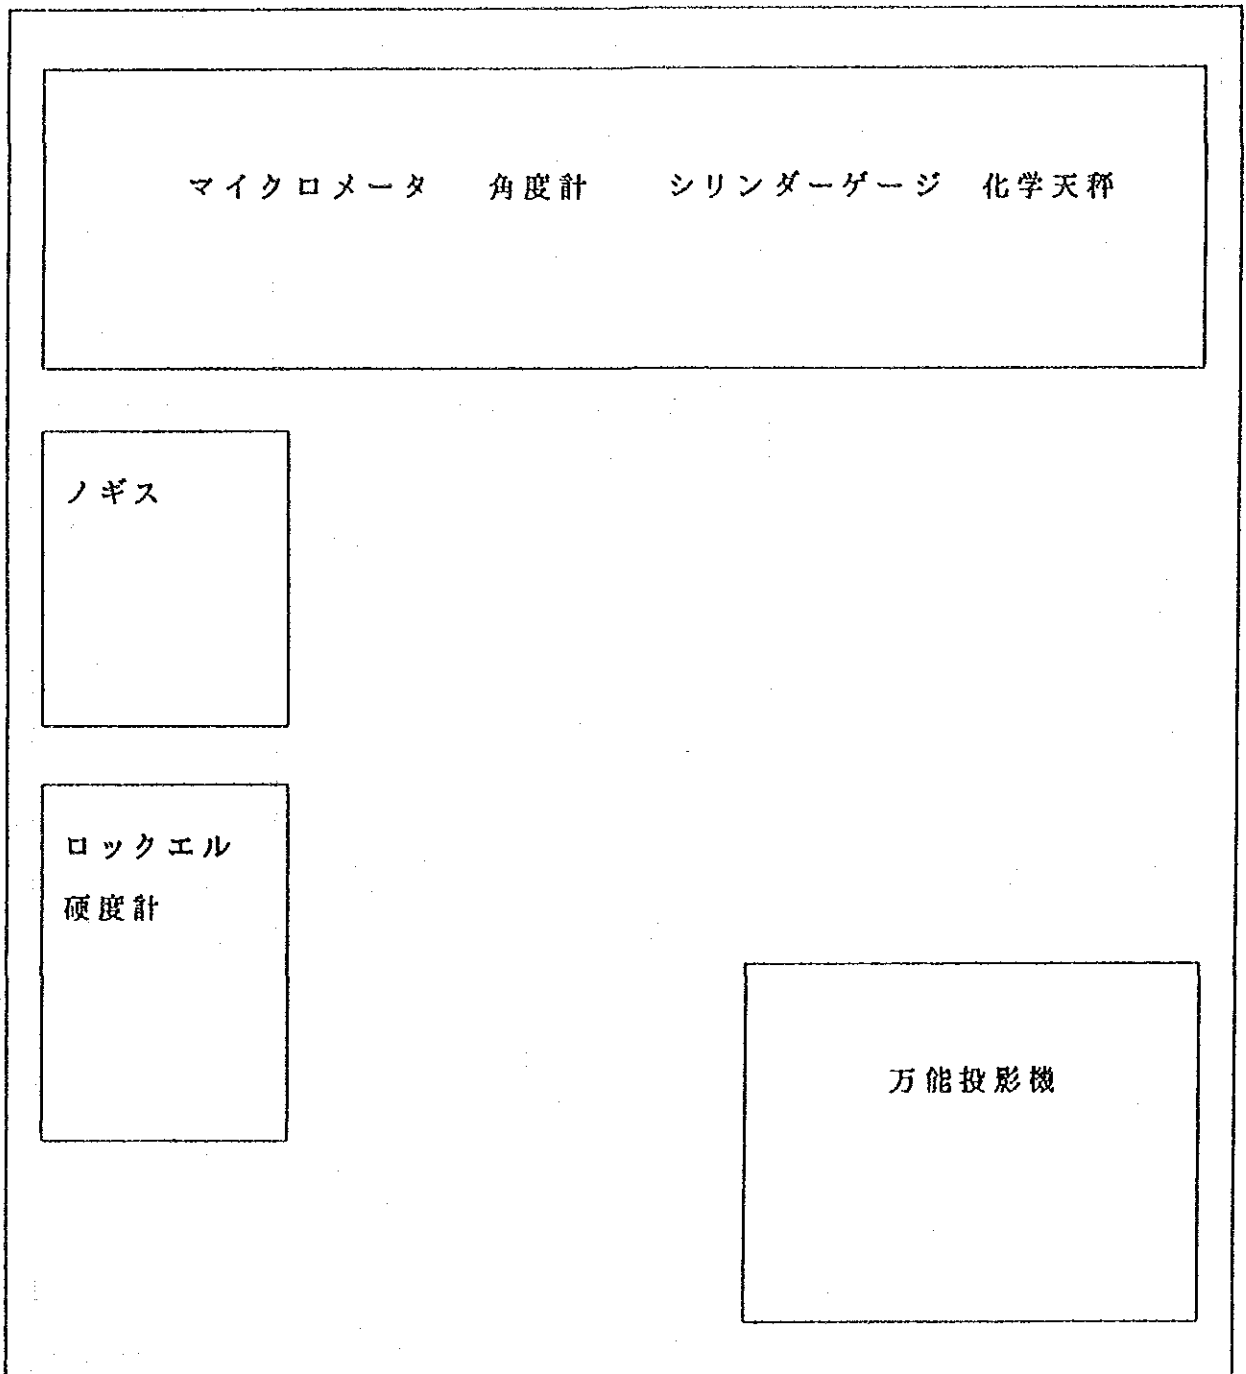 マイクロメータ 角度計 シリンダーゲージ 化学天秤
ノギス
ロックエル
硬度計
万能投影機